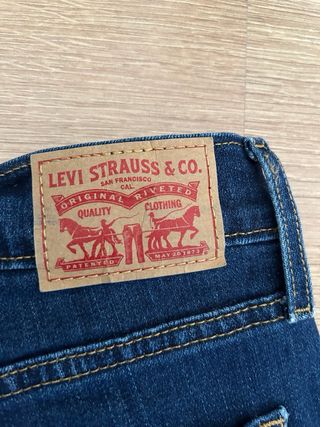 LEVI STRAUSS & CO.
SAN FRANCISCO
CAL.
ORIGINAL RIVETED
QUALITY CLOTHING
PATENTED MAY 20 1873